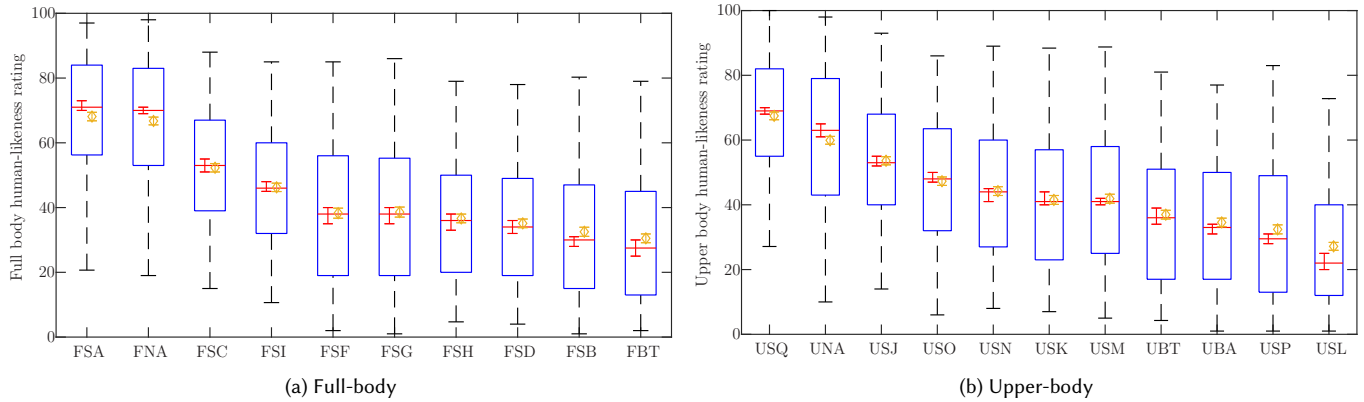 Full body human-likeness rating
100
80
60
40
20
0
FSA FNA FSC FSI FSF FSG FSH FSD FSB FBT
(a) Full-body
Upper body human-likeness rating
100
80
60
40
20
0
USQ UNA USJ USO USN USK USM UBT UBA USP USL
(b) Upper-body